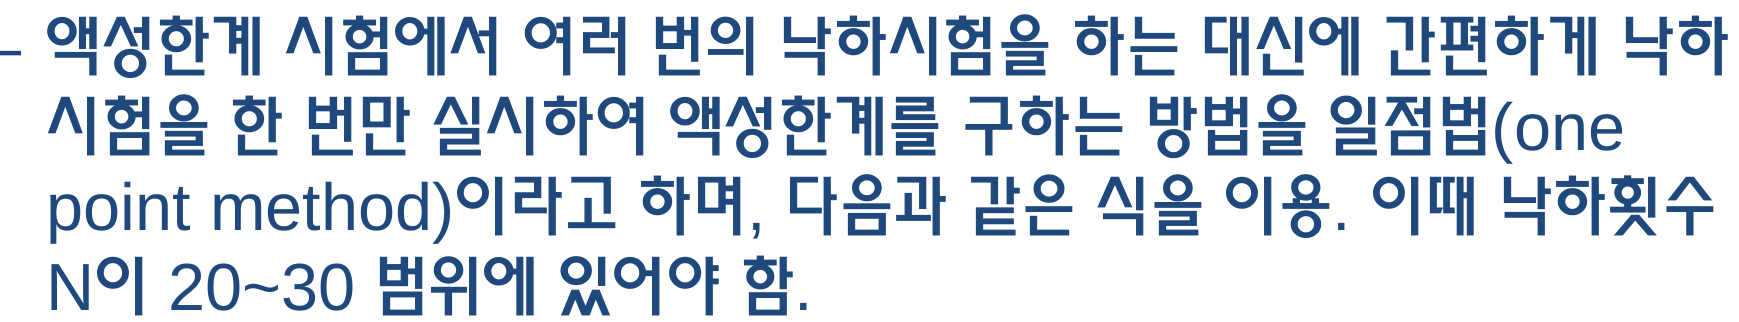 – 액성한계 시험에서 여러 번의 낙하시험을 하는 대신에 간편하게 낙하
시험을 한 번만 실시하여 액성한계를 구하는 방법을 일점법(one
point method)이라고 하며, 다음과 같은 식을 이용. 이때 낙하횟수
N이 20~30 범위에 있어야 함.